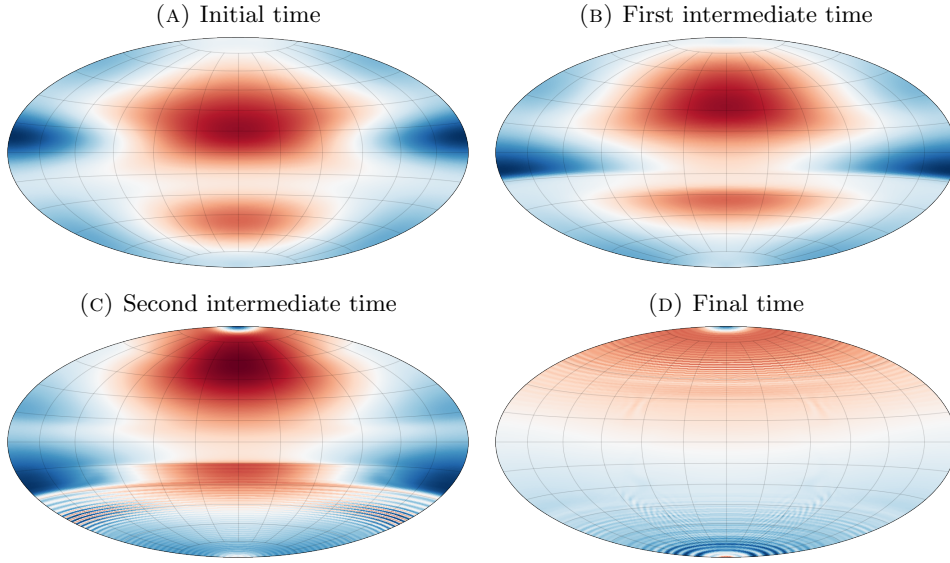 (A) Initial time
(B) First intermediate time
(C) Second intermediate time
(D) Final time